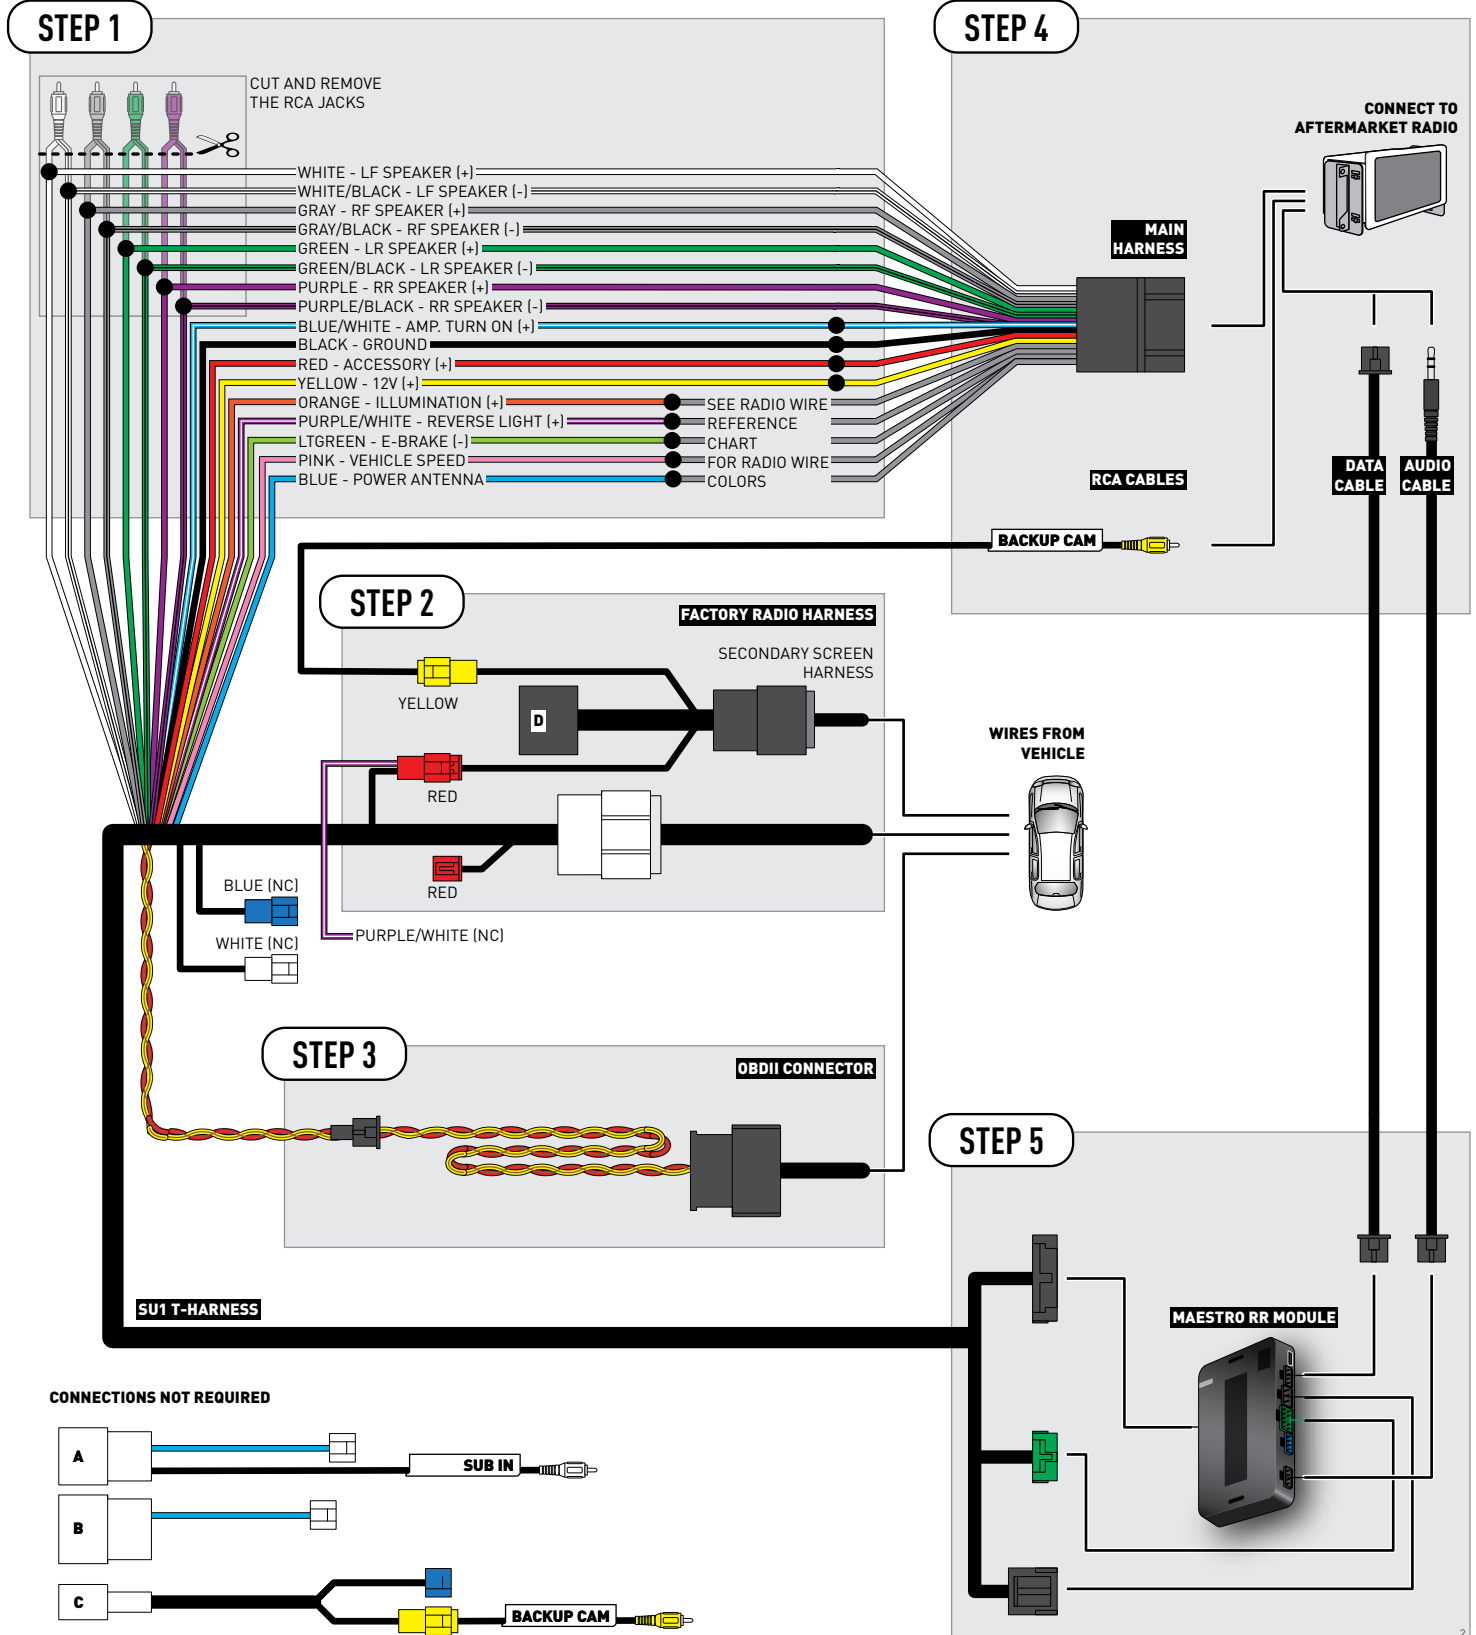 STEP 1
CUT AND REMOVE
THE RCA JACKS
WHITE - LF SPEAKER (+)
WHITE/BLACK - LF SPEAKER (-)
GRAY - RF SPEAKER (+)
GRAY/BLACK - RF SPEAKER (-)
GREEN - LR SPEAKER (+)
GREEN/BLACK - LR SPEAKER (-)
PURPLE - RR SPEAKER (+)
PURPLE/BLACK - RR SPEAKER (-)
BLUE/WHITE - AMP. TURN ON (+)
BLACK - GROUND
RED - ACCESSORY (+)
YELLOW - 12V (+)
ORANGE - ILLUMINATION (+)
PURPLE/WHITE - REVERSE LIGHT (+)
LTGREEN - E-BRAKE (-)
PINK - VEHICLE SPEED
BLUE - POWER ANTENNA
SEE RADIO WIRE
REFERENCE
CHART
FOR RADIO WIRE
COLORS
STEP 4
CONNECT TO
AFTERMARKET RADIO
MAIN
HARNESS
RCA CABLES
DATA
CABLE
AUDIO
CABLE
BACKUP CAM
STEP 2
FACTORY RADIO HARNESS
SECONDARY SCREEN
HARNESS
YELLOW
D
RED
RED
WIRES FROM
VEHICLE
BLUE (NC)
WHITE (NC)
PURPLE/WHITE (NC)
STEP 3
OBDII CONNECTOR
STEP 5
SU1 T-HARNESS
MAESTRO RR MODULE
CONNECTIONS NOT REQUIRED
A
SUB IN
B
C
BACKUP CAM
2